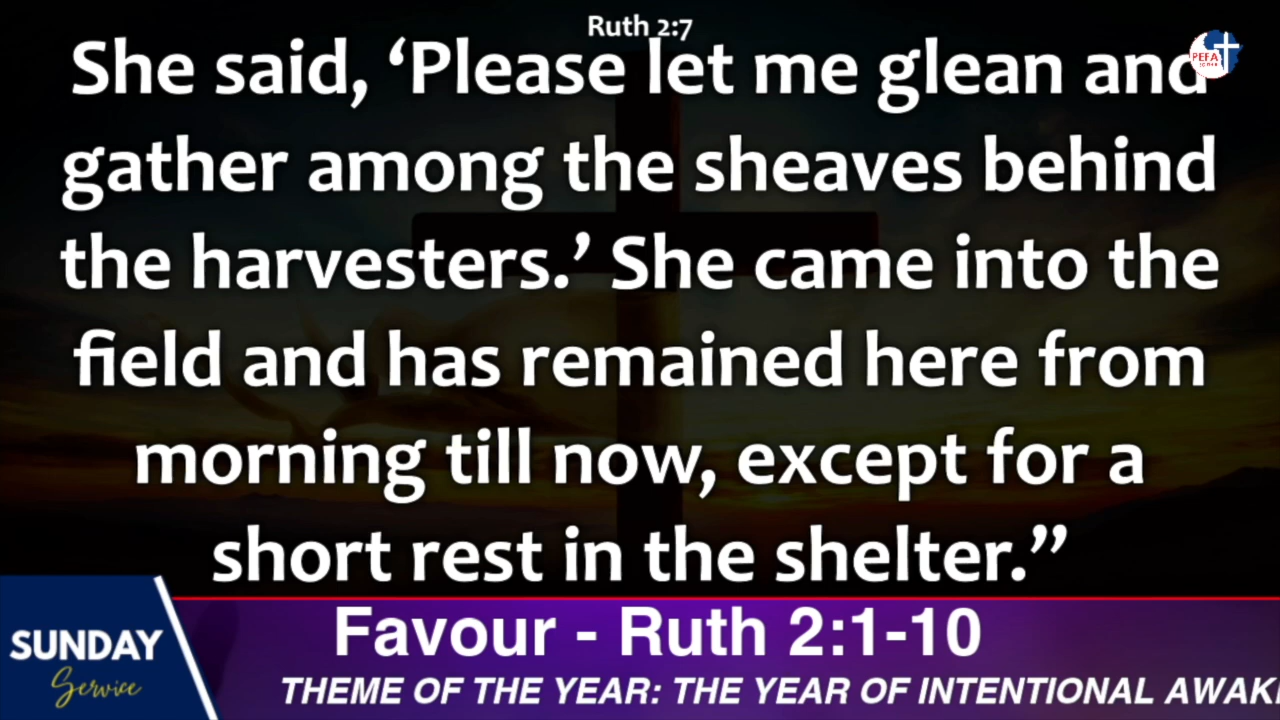 Ruth 2:7
She said, ‘Please let me glean and
gather among the sheaves behind
the harvesters.’ She came into the
field and has remained here from
morning till now, except for a
short rest in the shelter.”
PEFA
Favour - Ruth 2:1-10
SUNDAY
Service
THEME OF THE YEAR: THE YEAR OF INTENTIONAL AWAK